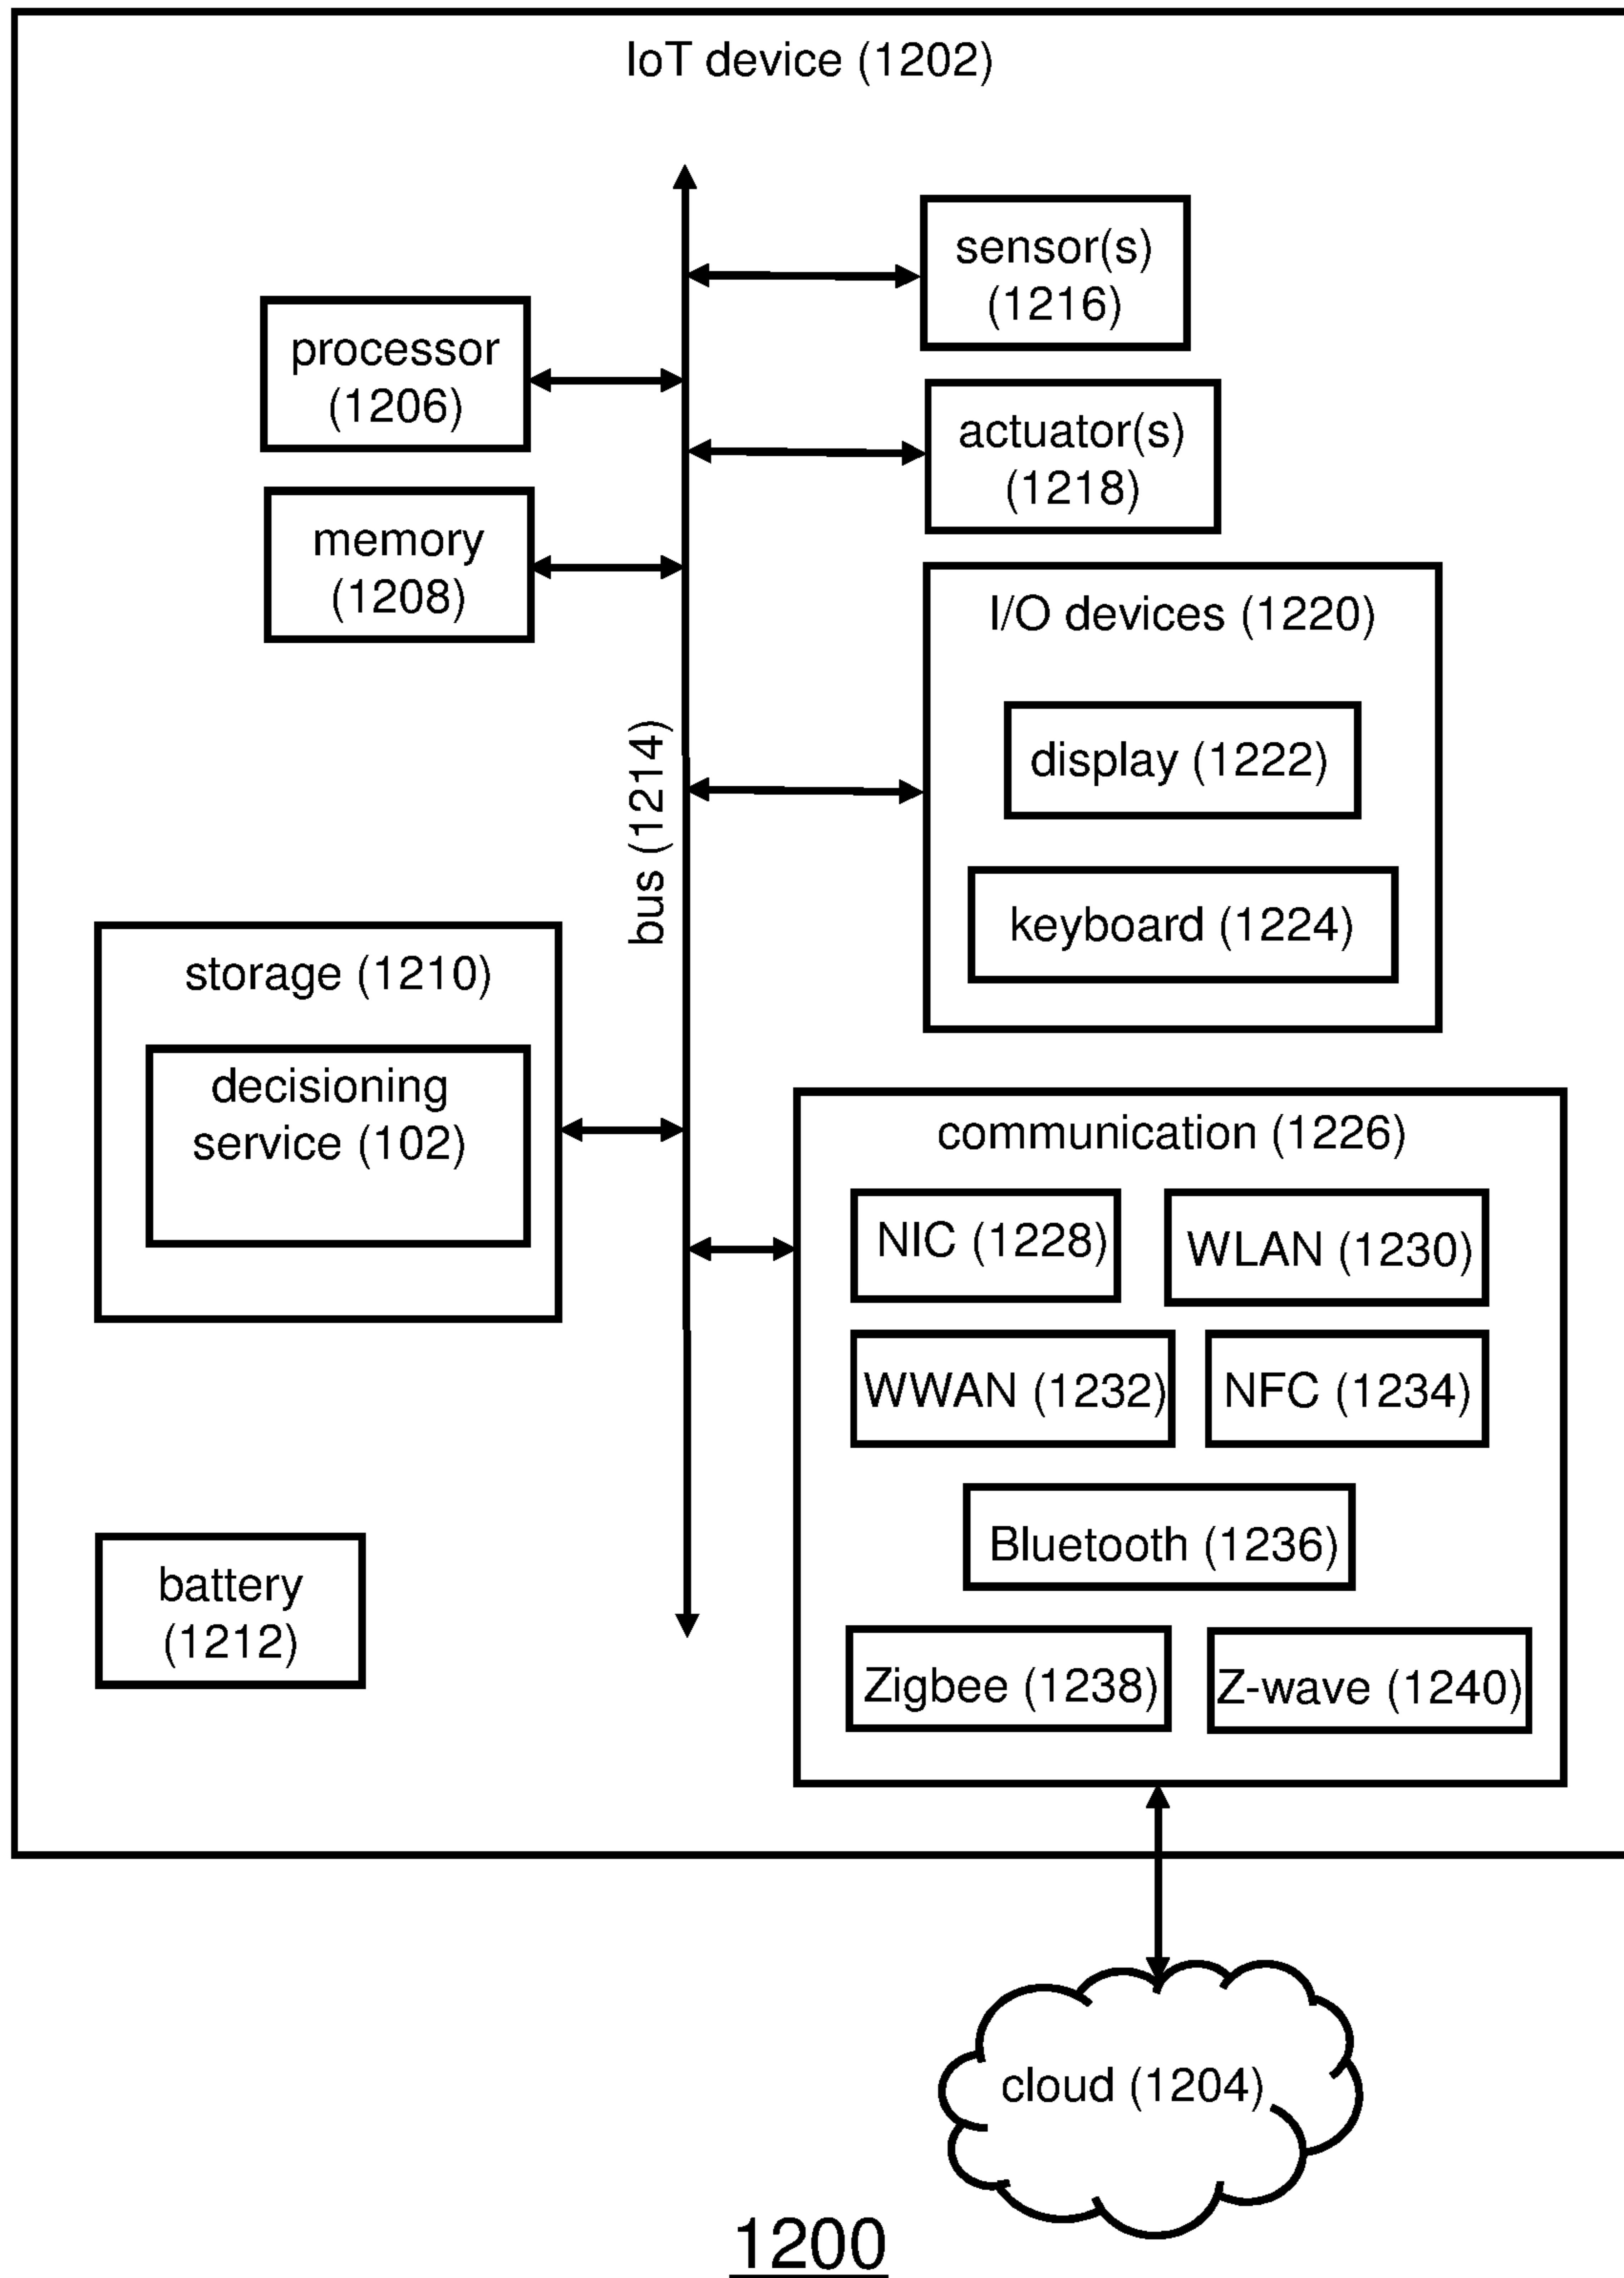 IoT device (1202)
sensor(s)
(1216)
processor
(1206)
actuator(s)
(1218)
memory
(1208)
I/O devices (1220)
display (1222)
keyboard (1224)
bus (1214)
storage (1210)
decisioning
service (102)
communication (1226)
NIC (1228)
WLAN (1230)
WWAN (1232)
NFC (1234)
Bluetooth (1236)
Zigbee (1238)
Z-wave (1240)
battery
(1212)
cloud (1204)
1200